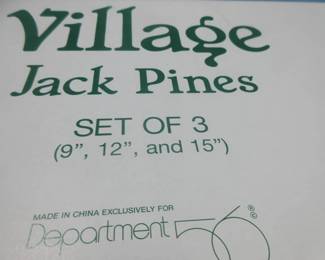 Village
Jack Pines
SET OF 3
(9", 12", and 15")
MADE IN CHINA EXCLUSIVELY FOR
Department 56 ® ©